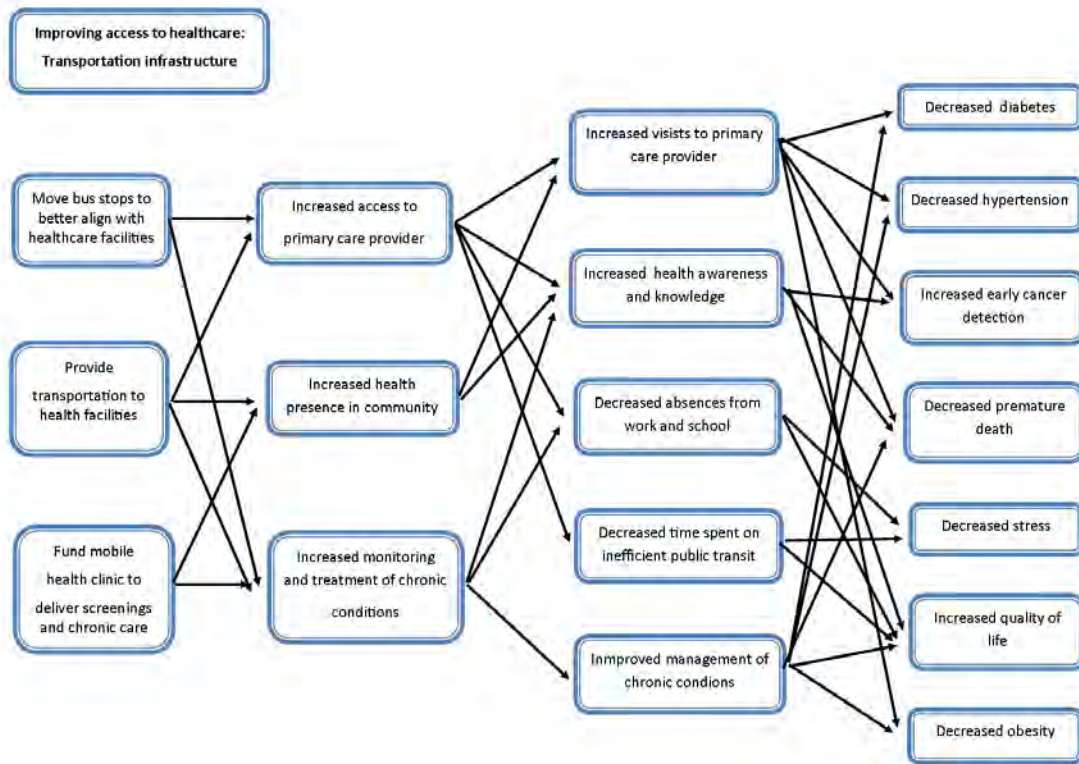 Improving access to healthcare:
Transportation infrastructure
Move bus stops to
better align with
healthcare facilities
Provide
transportation to
health facilities
Fund mobile
health clinic to
deliver screenings
and chronic care
Increased access to
primary care provider
Increased health
presence in community
Increased monitoring
and treatment of chronic
conditions
Increased visists to primary
care provider
Increased health awareness
and knowledge
Decreased absences from
work and school
Decreased time spent on
inefficient public transit
Inmproved management of
chronic condions
Decreased diabetes
Decreased hypertension
Increased early cancer
detection
Decreased premature
death
Decreased stress
Increased quality of
life
Decreased obesity